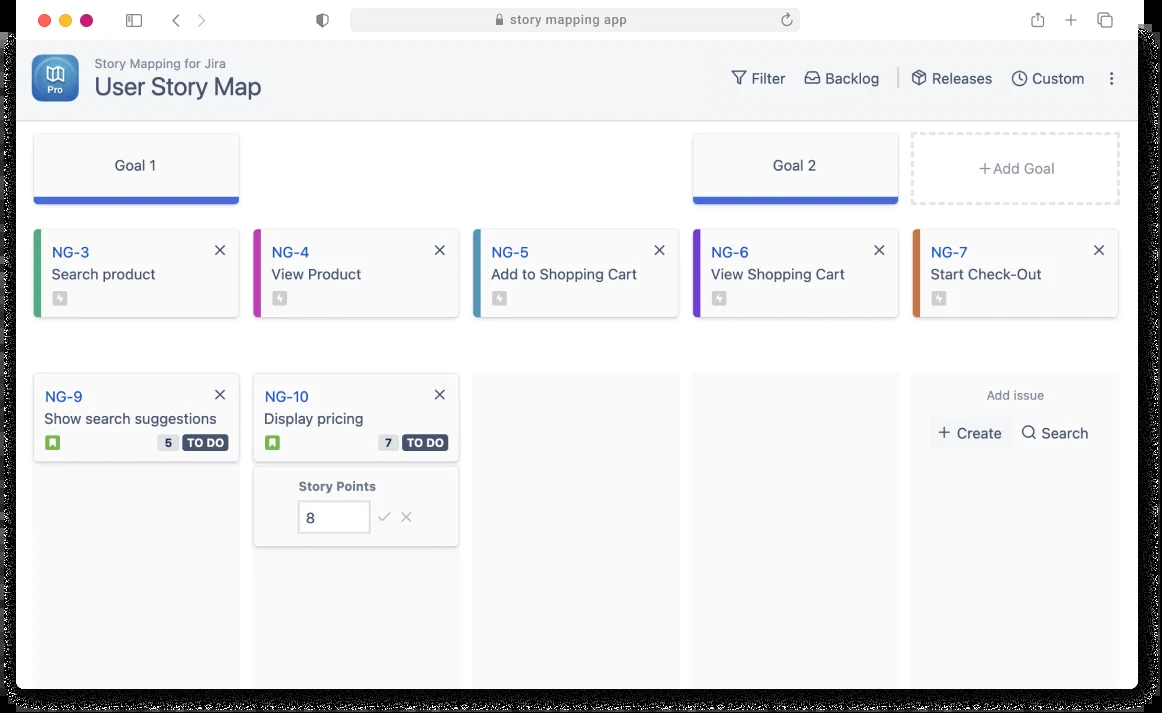 story mapping app
Pro
Story Mapping for Jira
User Story Map
Filter
Backlog
Releases
Custom
Goal 1
Goal 2
+ Add Goal
NG-3
Search product
NG-4
View Product
NG-5
Add to Shopping Cart
NG-6
View Shopping Cart
NG-7
Start Check-Out
NG-9
Show search suggestions
5 TO DO
NG-10
Display pricing
7 TO DO
Story Points
8
Add issue
+ Create
Search